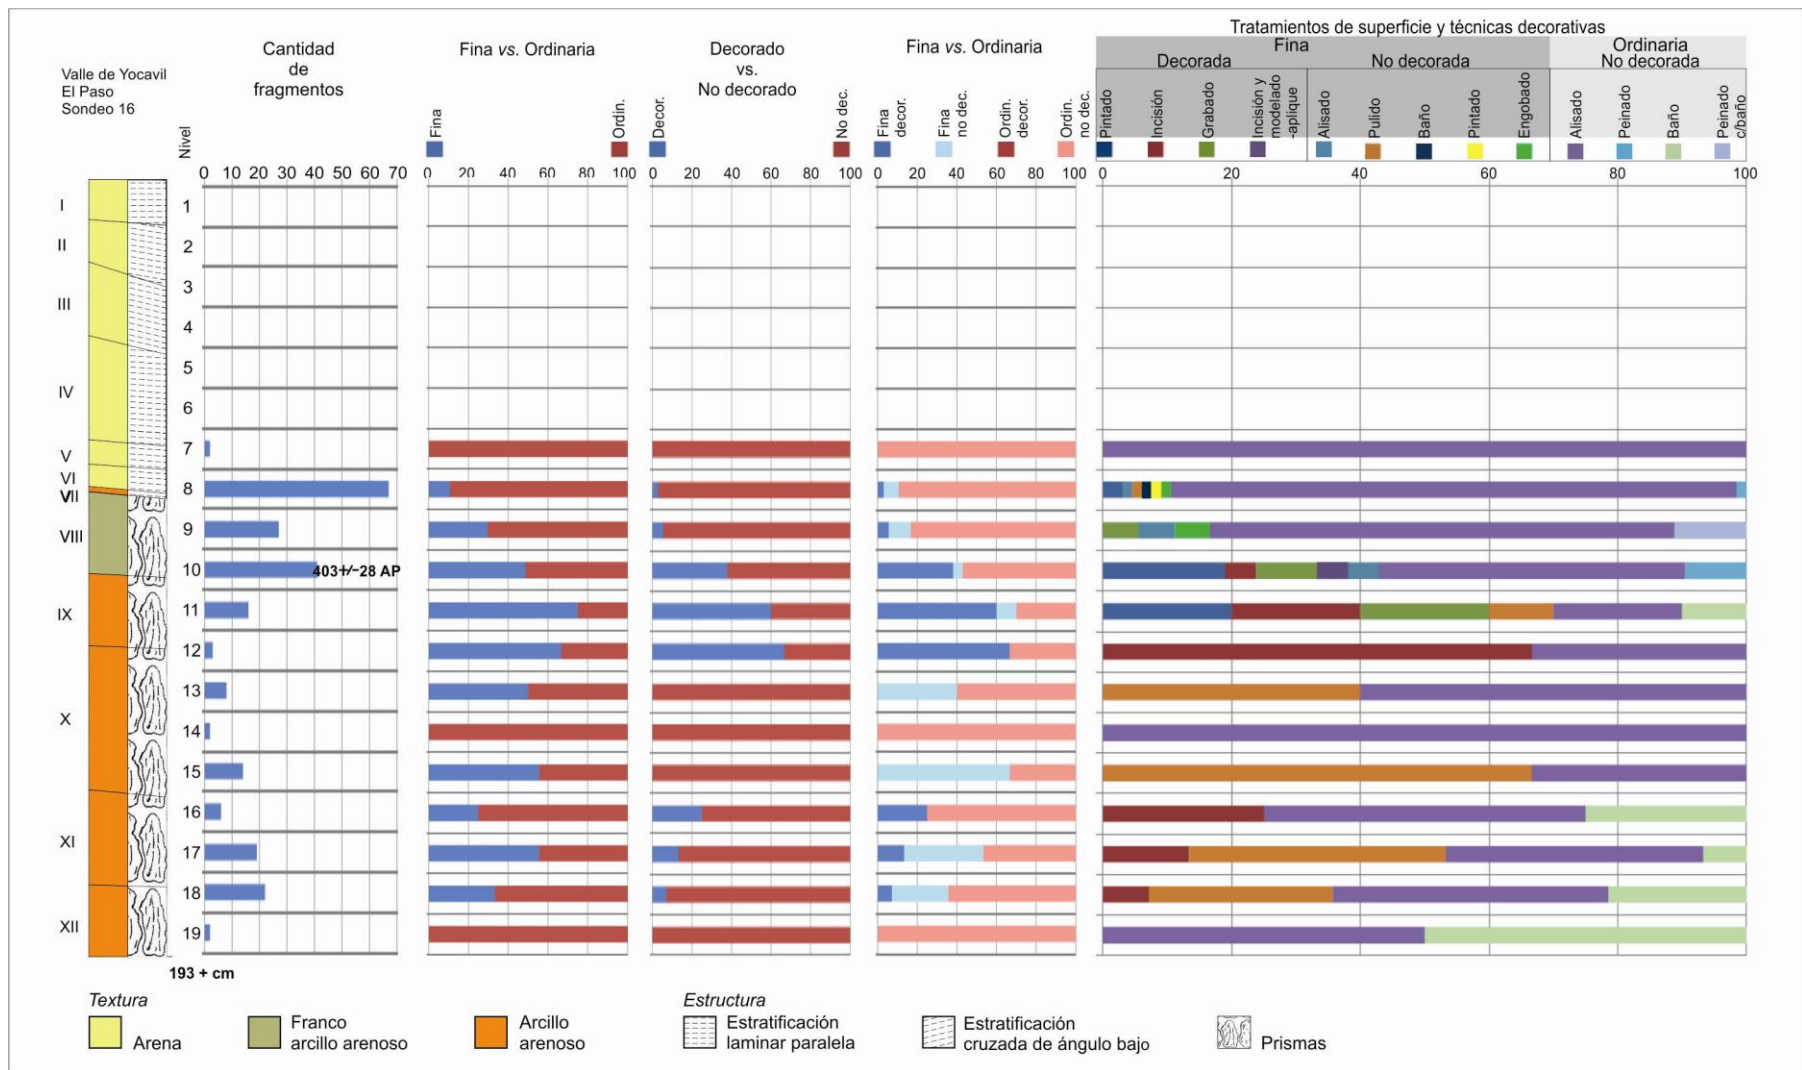 Valle de Yocavil
El Paso
Sondeo 16
Nivel
Cantidad
de
fragmentos
Fina vs. Ordinaria
Fina
Ordin.
Decorado
vs.
No decorado
Decor.
No dec.
Fina vs. Ordinaria
Fina
decor.
Fina
no dec.
Ordin.
decor.
Ordin.
no dec.
Tratamientos de superficie y técnicas decorativas
Fina
Ordinaria
Decorada
No decorada
No decorada
Pintado
Incisión
Grabado
Incisión y
modelado
-aplique
Alisado
Pulido
Baño
Pintado
Engobado
Alisado
Peinado
Baño
Peinado
c/baño
0 10 20 30 40 50 60 70
0 20 40 60 80 100
0 20 40 60 80 100
0 20 40 60 80 100
0 20 40 60 80 100
I
II
III
IV
V
VI
VII
VIII
IX
X
XI
XII
1
2
3
4
5
6
7
8
9
10
403+/-28 AP
11
12
13
14
15
16
17
18
19
193 + cm
Textura
Arena
Franco
arcillo arenoso
Arcillo
arenoso
Estructura
Estratificación
laminar paralela
Estratificación
cruzada de ángulo bajo
Prismas